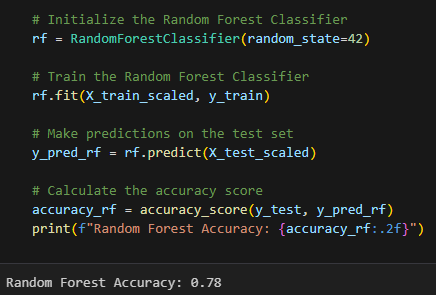 # Initialize the Random Forest Classifier
rf = RandomForestClassifier(random_state=42)
# Train the Random Forest Classifier
rf.fit(X_train_scaled, y_train)
# Make predictions on the test set
y_pred_rf = rf.predict(X_test_scaled)
# Calculate the accuracy score
accuracy_rf = accuracy_score(y_test, y_pred_rf)
print(f"Random Forest Accuracy: {accuracy_rf:.2f}")
Random Forest Accuracy: 0.78